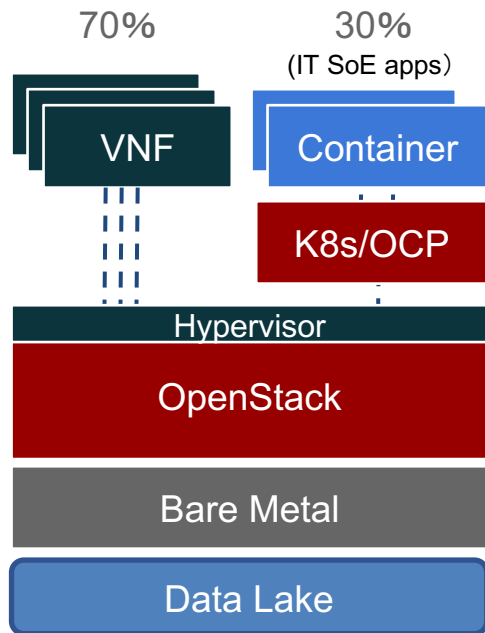 70%
30%
(IT SoE apps）
VNF
Container
K8s/OCP
Hypervisor
OpenStack
Bare Metal
Data Lake